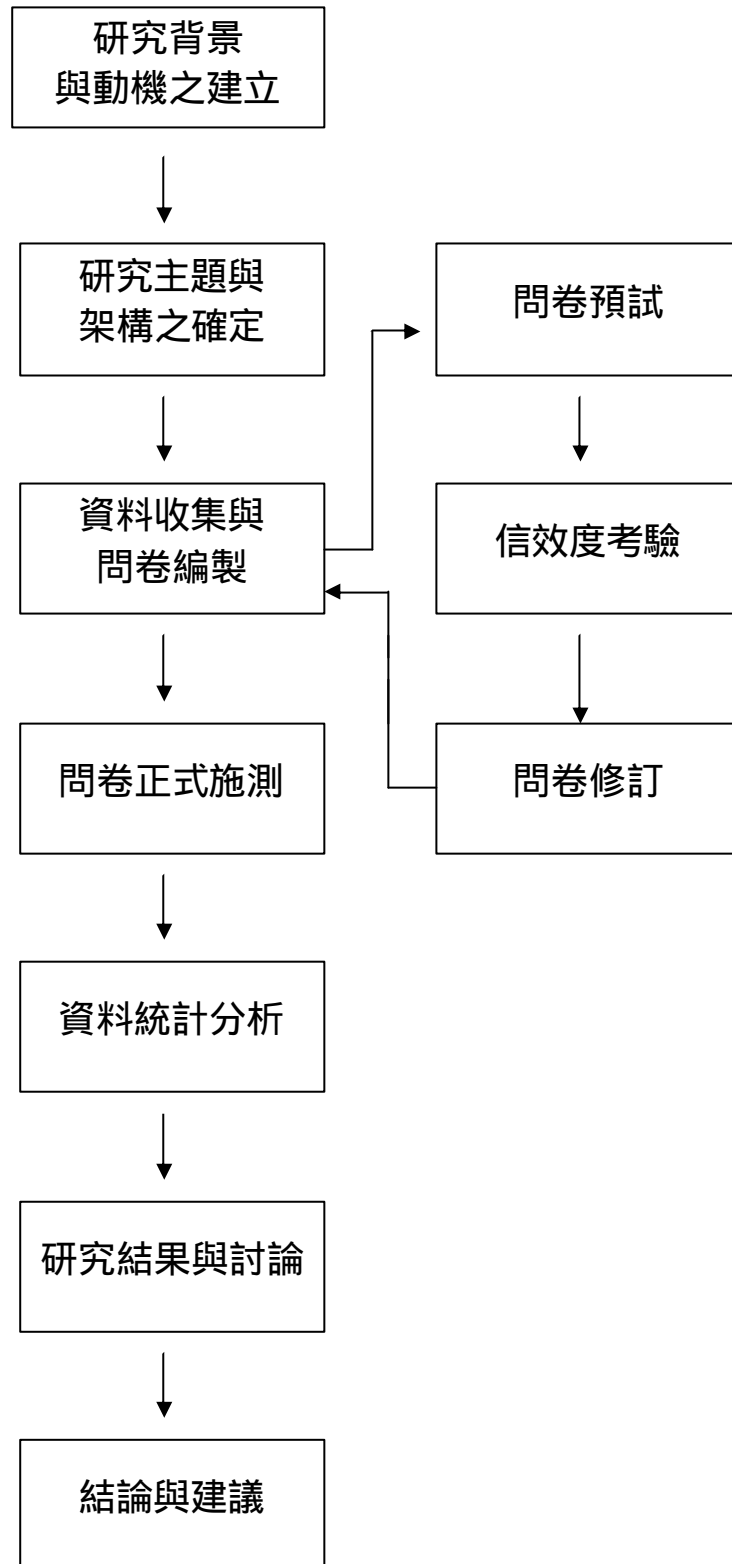 研究背景
與動機之建立
研究主題與
架構之確定
問卷預試
資料收集與
問卷編製
信效度考驗
問卷正式施測
問卷修訂
資料統計分析
研究結果與討論
結論與建議